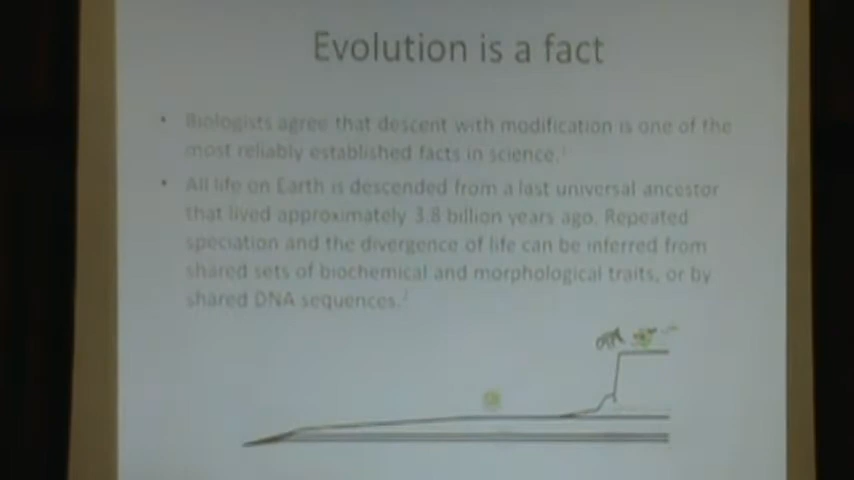 Evolution is a fact
• Biologists agree that descent with modification is one of the
most reliably established facts in science.1
• All life on Earth is descended from a last universal ancestor
that lived approximately 3.8 billion years ago. Repeated
speciation and the divergence of life can be inferred from
shared sets of biochemical and morphological traits, or by
shared DNA sequences.2